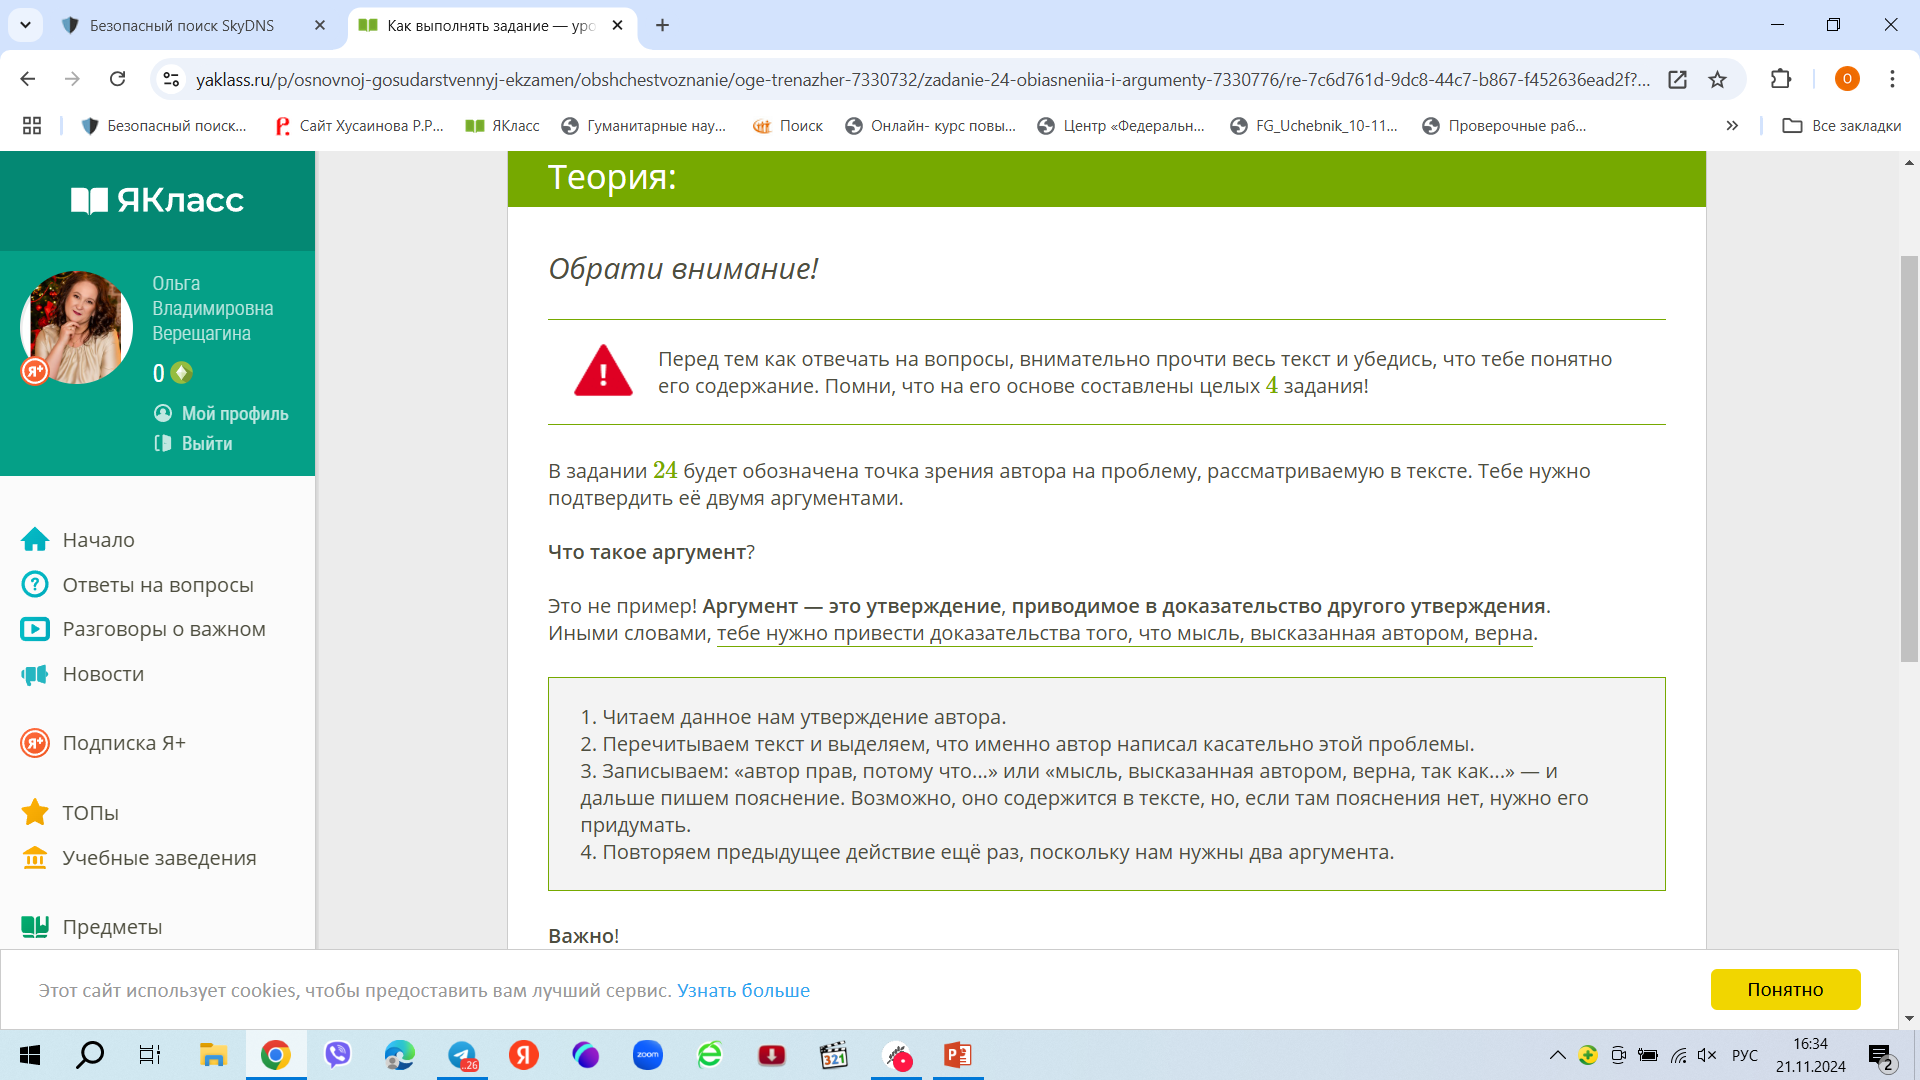 Безопасный поиск SkyDNS
Как выполнять задание — уро
yaklass.ru/p/osnovnoj-gosudarstvennyj-ekzamen/obshchestvoznanie/oge-trenazher-7330732/zadanie-24-obiasneniia-i-argumenty-7330776/re-7c6d761d-9dc8-44c7-b867-f452636ead2f?...
О
Безопасный поиск...
Сайт Хусаинова Р.Р...
ЯКласс
Гуманитарные нау...
Поиск
Онлайн- курс повы...
Центр «Федеральн...
FG_Uchebnik_10-11...
Проверочные раб...
Все закладки
ЯКласс
Ольга
Владимировна
Верещагина
Я+
0
Мой профиль
Выйти
Начало
Ответы на вопросы
Разговоры о важном
Новости
Я+ Подписка Я+
ТОПы
Учебные заведения
Предметы
Теория:
Обрати внимание!
Перед тем как отвечать на вопросы, внимательно прочти весь текст и убедись, что тебе понятно
его содержание. Помни, что на его основе составлены целых 4 задания!
В задании 24 будет обозначена точка зрения автора на проблему, рассматриваемую в тексте. Тебе нужно
подтвердить её двумя аргументами.
Что такое аргумент?
Это не пример! Аргумент — это утверждение, приводимое в доказательство другого утверждения.
Иными словами, тебе нужно привести доказательства того, что мысль, высказанная автором, верна.
1. Читаем данное нам утверждение автора.
2. Перечитываем текст и выделяем, что именно автор написал касательно этой проблемы.
3. Записываем: «автор прав, потому что...» или «мысль, высказанная автором, верна, так как...» — и
дальше пишем пояснение. Возможно, оно содержится в тексте, но, если там пояснения нет, нужно его
придумать.
4. Повторяем предыдущее действие ещё раз, поскольку нам нужны два аргумента.
Важно!
Этот сайт использует cookies, чтобы предоставить вам лучший сервис. Узнать больше
Понятно
..26
Я
zoom
321
РУС
16:34
21.11.2024
2